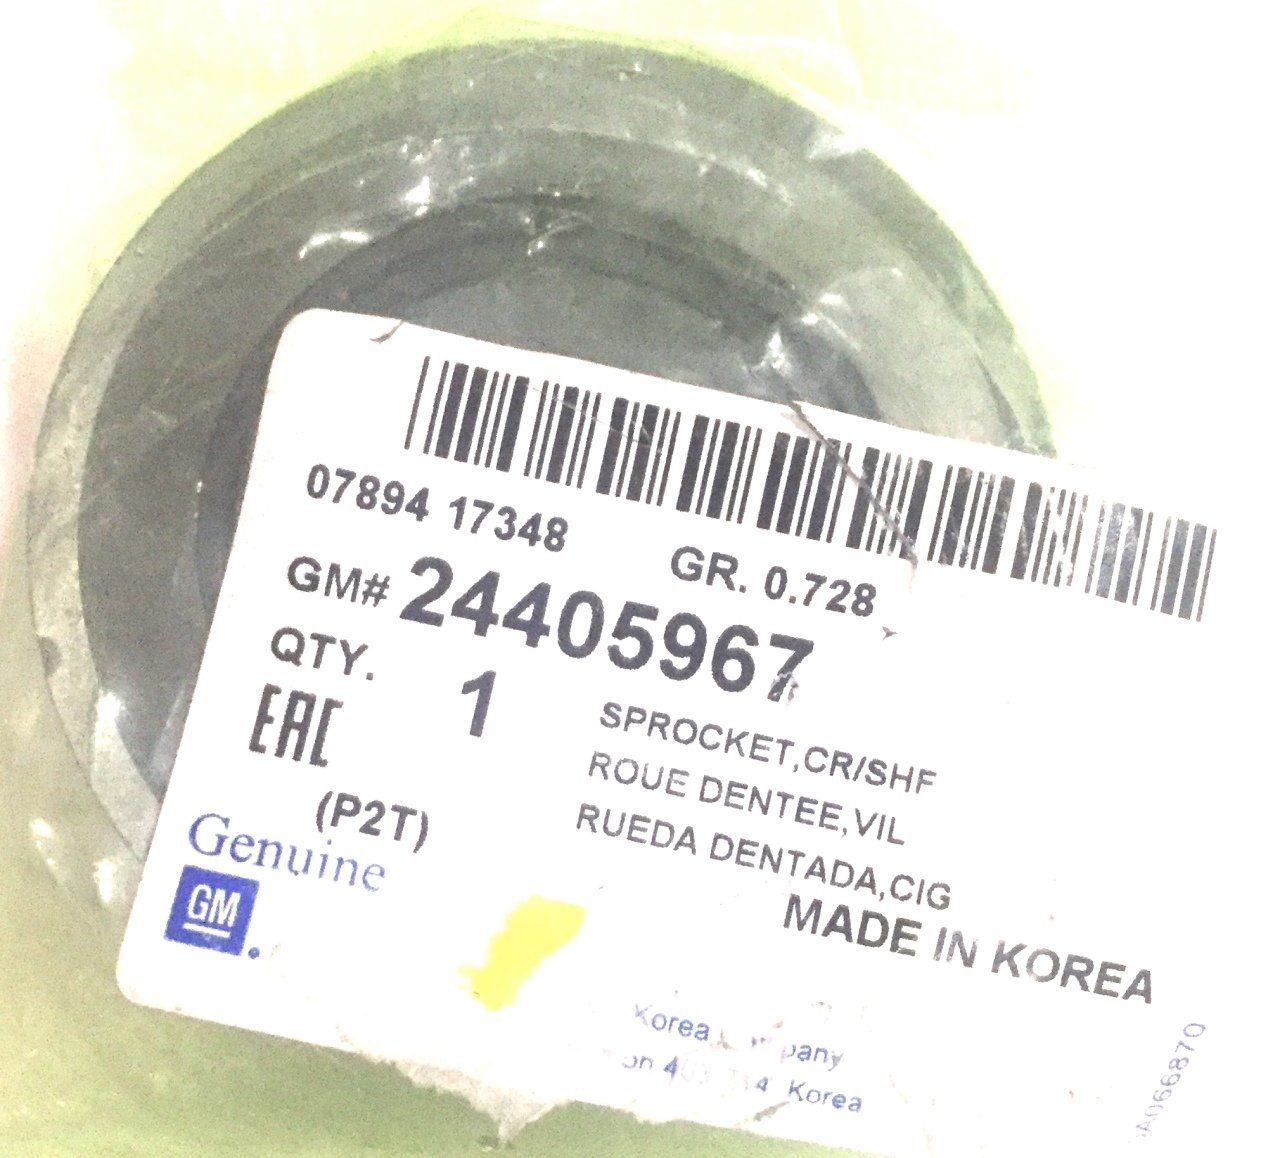 07894 17348
GR. 0.728
GM# 24405967
QTY. 1
SPROCKET,CR/SHF
ROUE DENTEE,VIL
RUEDA DENTADA,CIG
EAC
(P2T)
Genuine
GM
MADE IN KOREA
Korea
Korea